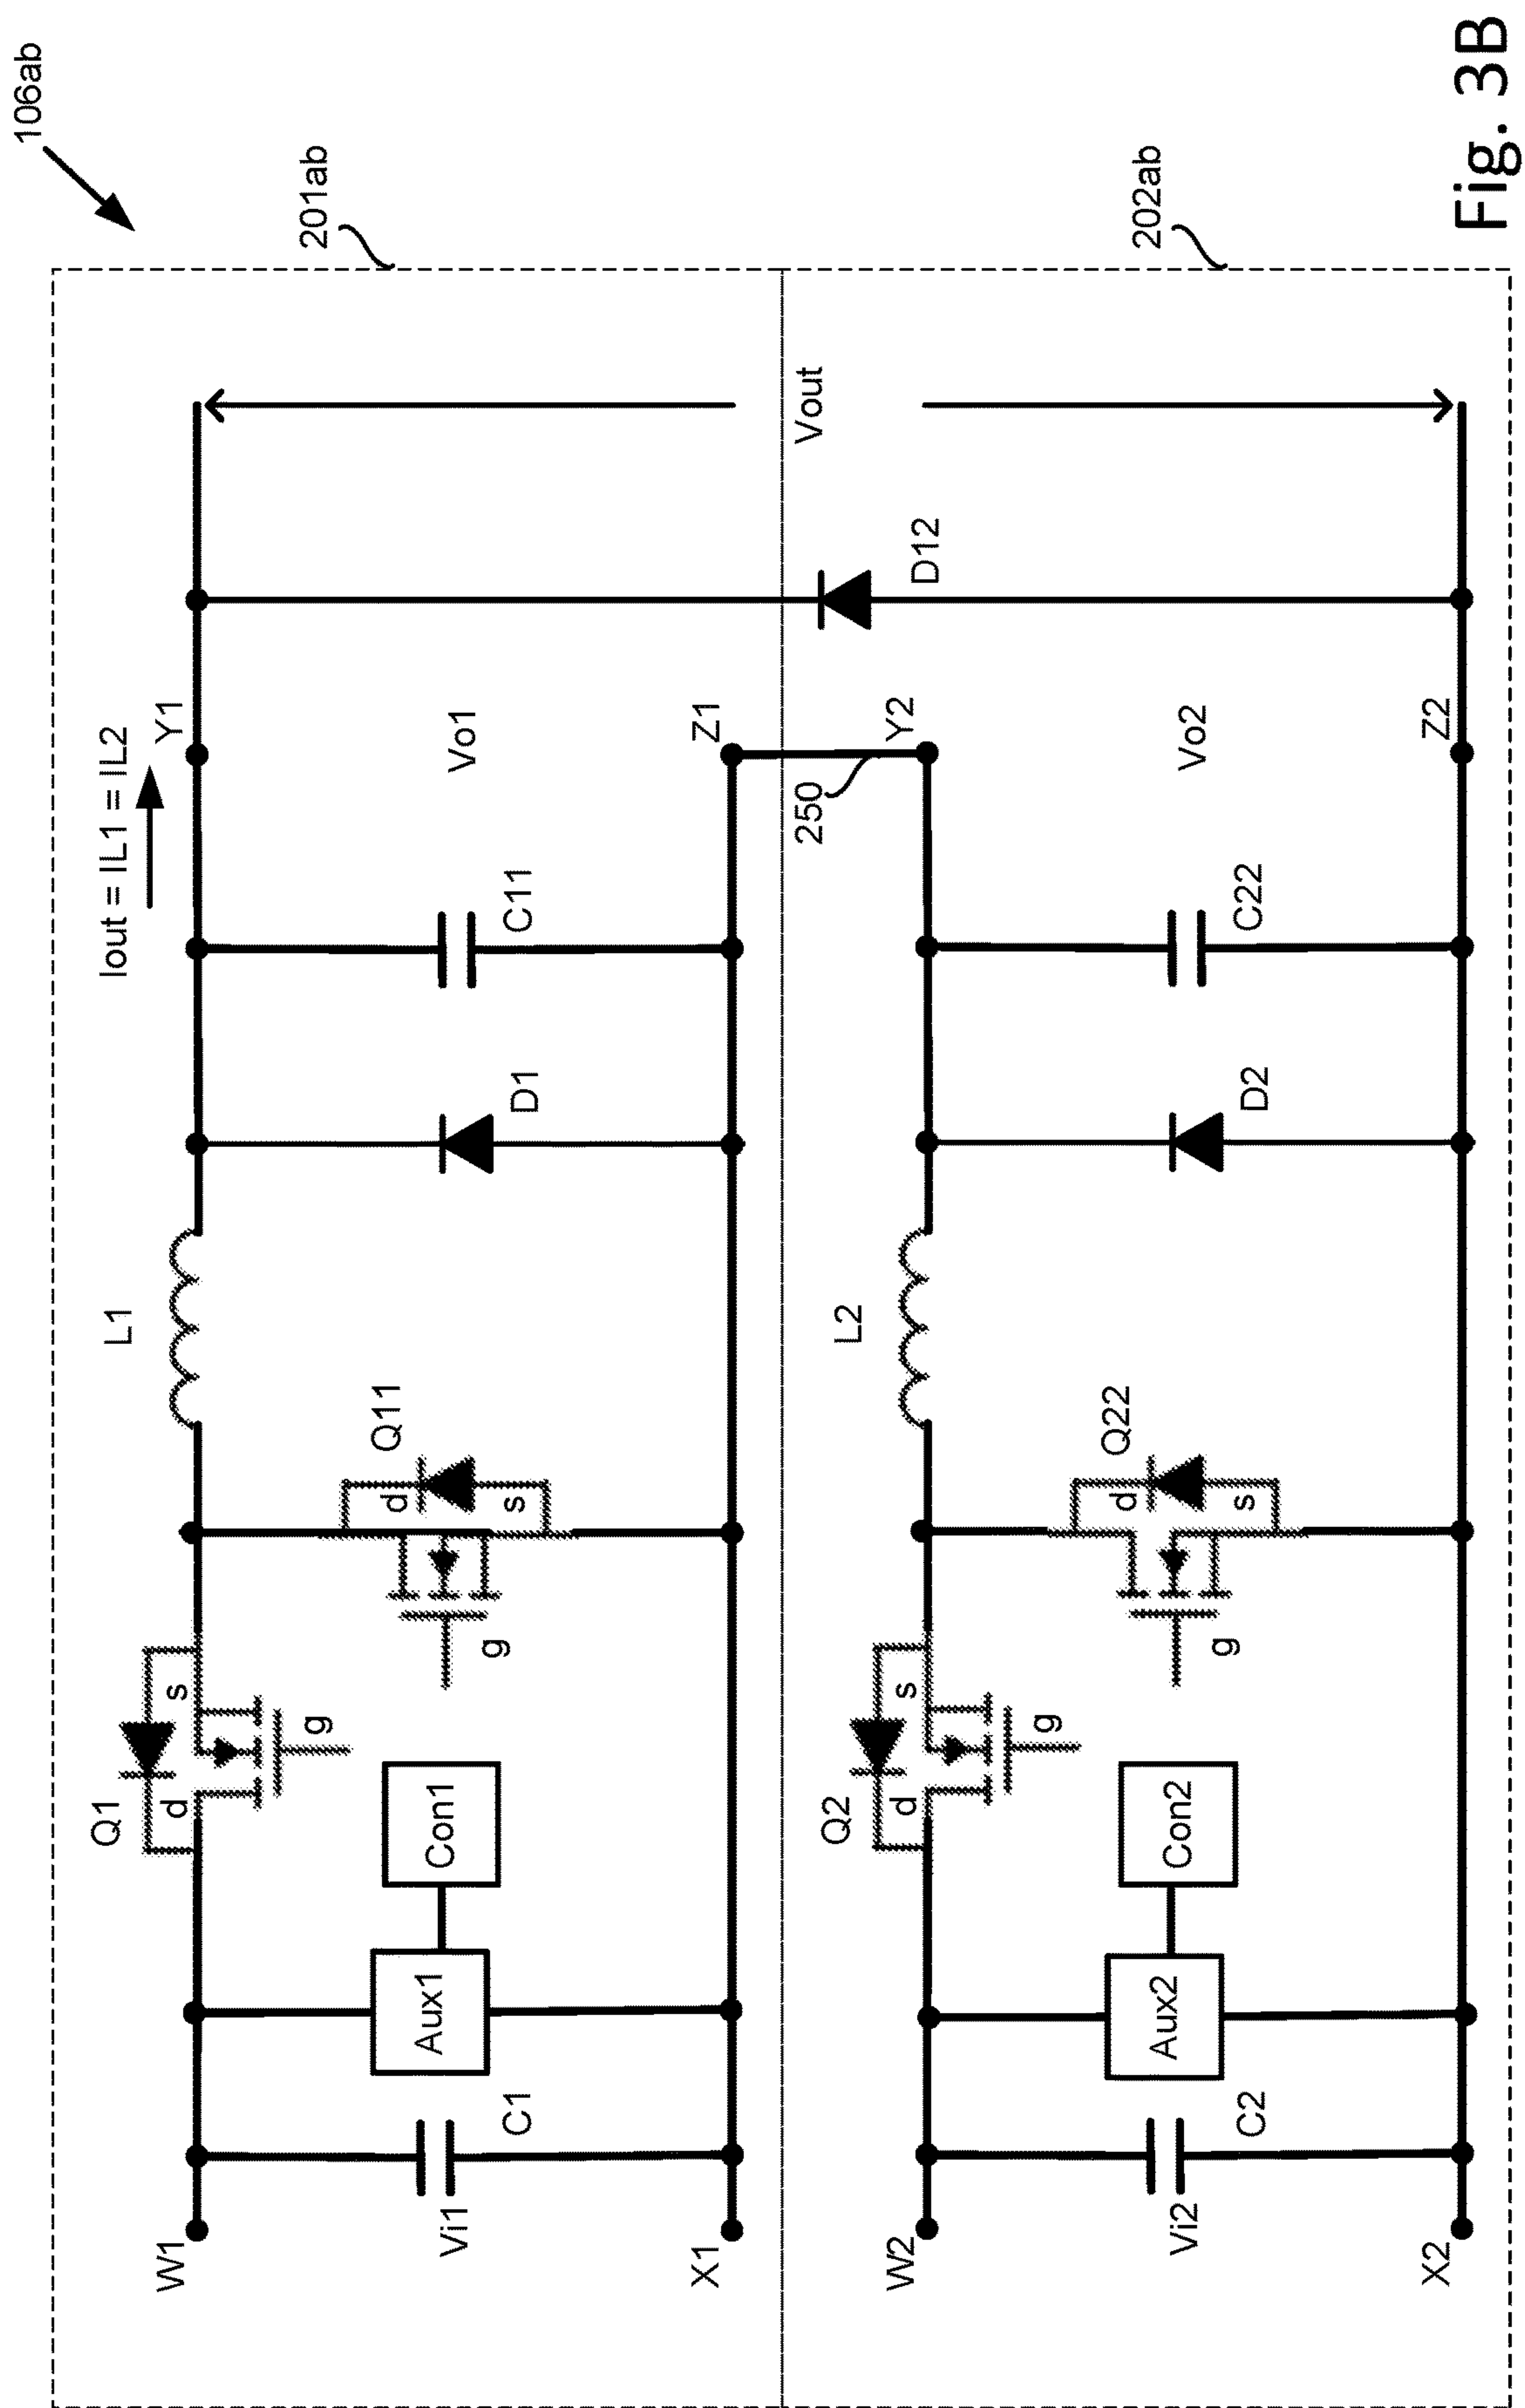 106ab
201ab
Iout = IL1 = IL2
Q1
d
s
g
L1
Y1
W1
Vi1
C1
Aux1
Con1
g
d
s
Q11
D1
C11
Vo1
X1
Z1
Vout
250
D12
202ab
Q2
d
s
g
L2
Y2
W2
Vi2
C2
Aux2
Con2
g
d
s
Q22
D2
C22
Vo2
X2
Z2
Fig. 3B